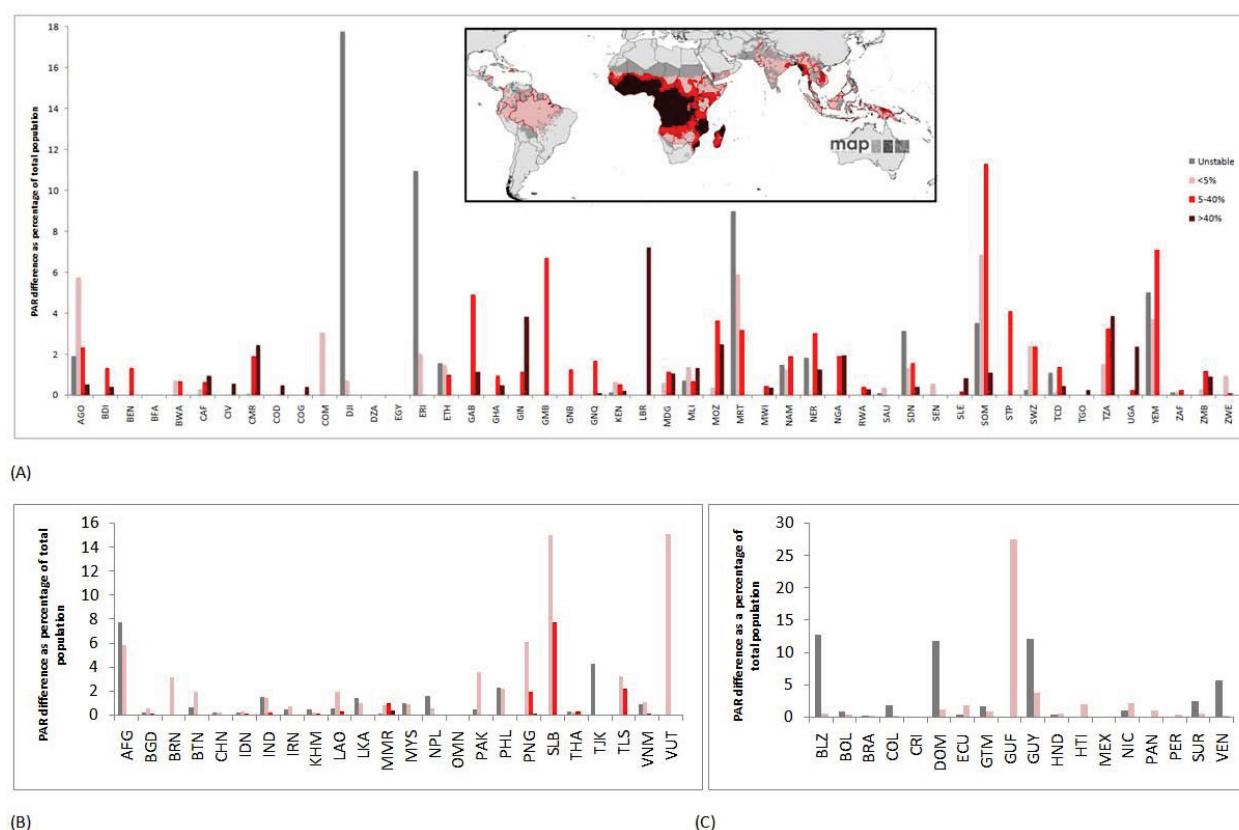 18
16
14
12
10
8
6
4
2
0
PAR difference as percentage of total population
map
Unstable
<5%
5-40%
>40%
AGO BDI BEN BFA BWA CAF CIV CMR COD COG COM DJI DZA EGY ERI ETH GAB GHA GIN GMB GNB GNQ KEN LBR MDG MLI MOZ MRT MWI NAM NER NGA RWA SAU SDN SEN SLE SOM STP SWZ TCD TGO TZA UGA YEM ZAF ZMB ZWE
(A)
16
14
12
10
8
6
4
2
0
PAR difference as percentage of total
population
AFG BGD BRN BTN CHN IDN IND IRN KHM LAO LKA MMR MYS NPL OMN PAK PHL PNG SLB THA TJK TLS VNM VUT
(B)
30
25
20
15
10
5
0
PAR difference as a percentage of
total population
BLZ BOL BRA COL CRI DOM ECU GTM GUF GUY HND HTI MEX NIC PAN PER SUR VEN
(C)